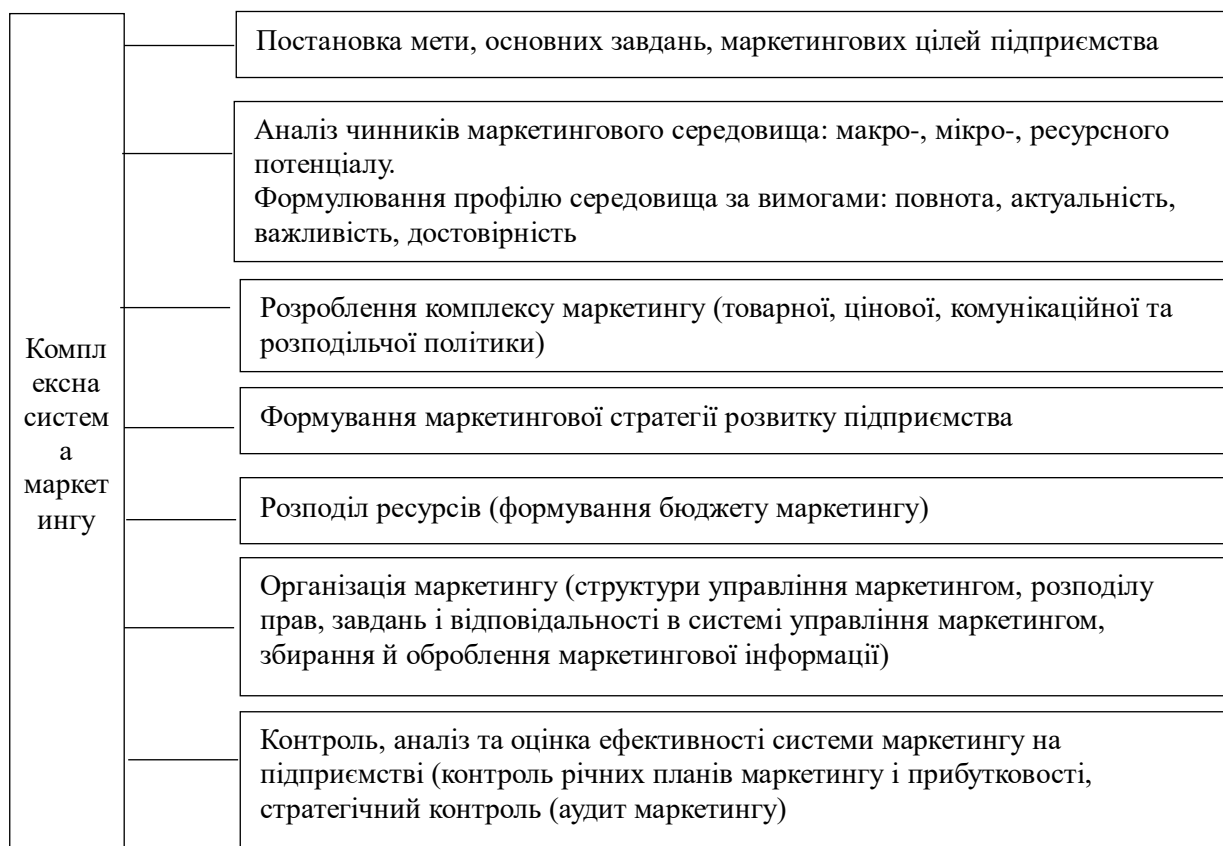 Постановка мети, основних завдань, маркетингових цілей підприємства
Аналіз чинників маркетингового середовища: макро-, мікро-, ресурсного
потенціалу.
Формулювання профілю середовища за вимогами: повнота, актуальність,
важливість, достовірність
Розроблення комплексу маркетингу (товарної, цінової, комунікаційної та
розподільчої політики)
Компл
ексна
систем
а
маркет
ингу
Формування маркетингової стратегії розвитку підприємства
Розподіл ресурсів (формування бюджету маркетингу)
Організація маркетингу (структури управління маркетингом, розподілу
прав, завдань і відповідальності в системі управління маркетингом,
збирання й оброблення маркетингової інформації)
Контроль, аналіз та оцінка ефективності системи маркетингу на
підприємстві (контроль річних планів маркетингу і прибутковості,
стратегічний контроль (аудит маркетингу)